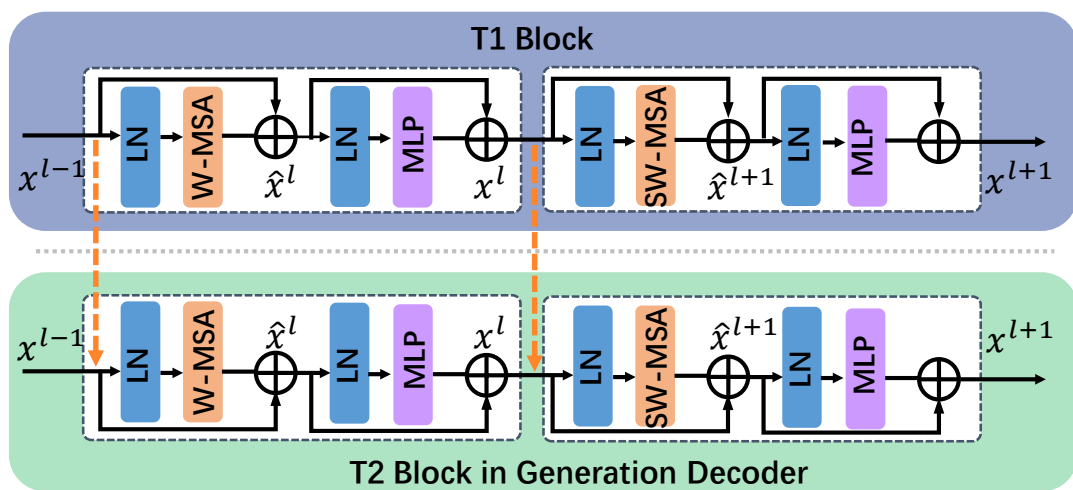 T1 Block
LN
W-MSA
LN
MLP
LN
SW-MSA
LN
MLP
x^{l-1}
x̂^{l}
x^{l}
x̂^{l+1}
x^{l+1}
x^{l-1}
x̂^{l}
x^{l}
x̂^{l+1}
x^{l+1}
LN
W-MSA
LN
MLP
LN
SW-MSA
LN
MLP
T2 Block in Generation Decoder